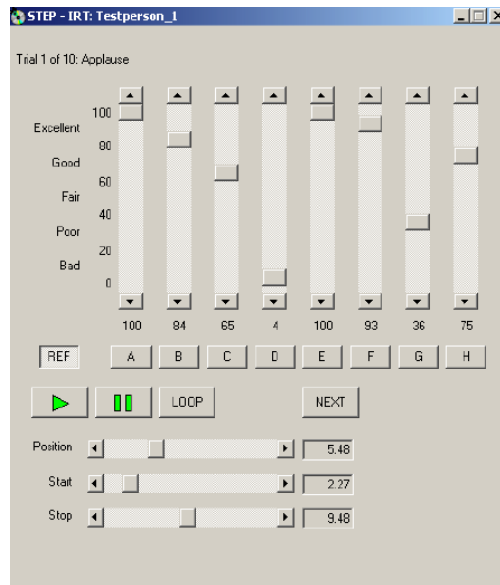 STEP - IRT: Testperson_1
Trial 1 of 10: Applause
100
Excellent
80
Good
60
Fair
40
Poor
20
Bad
0
100 84 65 4 100 93 36 75
REF A B C D E F G H
LOOP NEXT
Position 5.48
Start 2.27
Stop 9.48